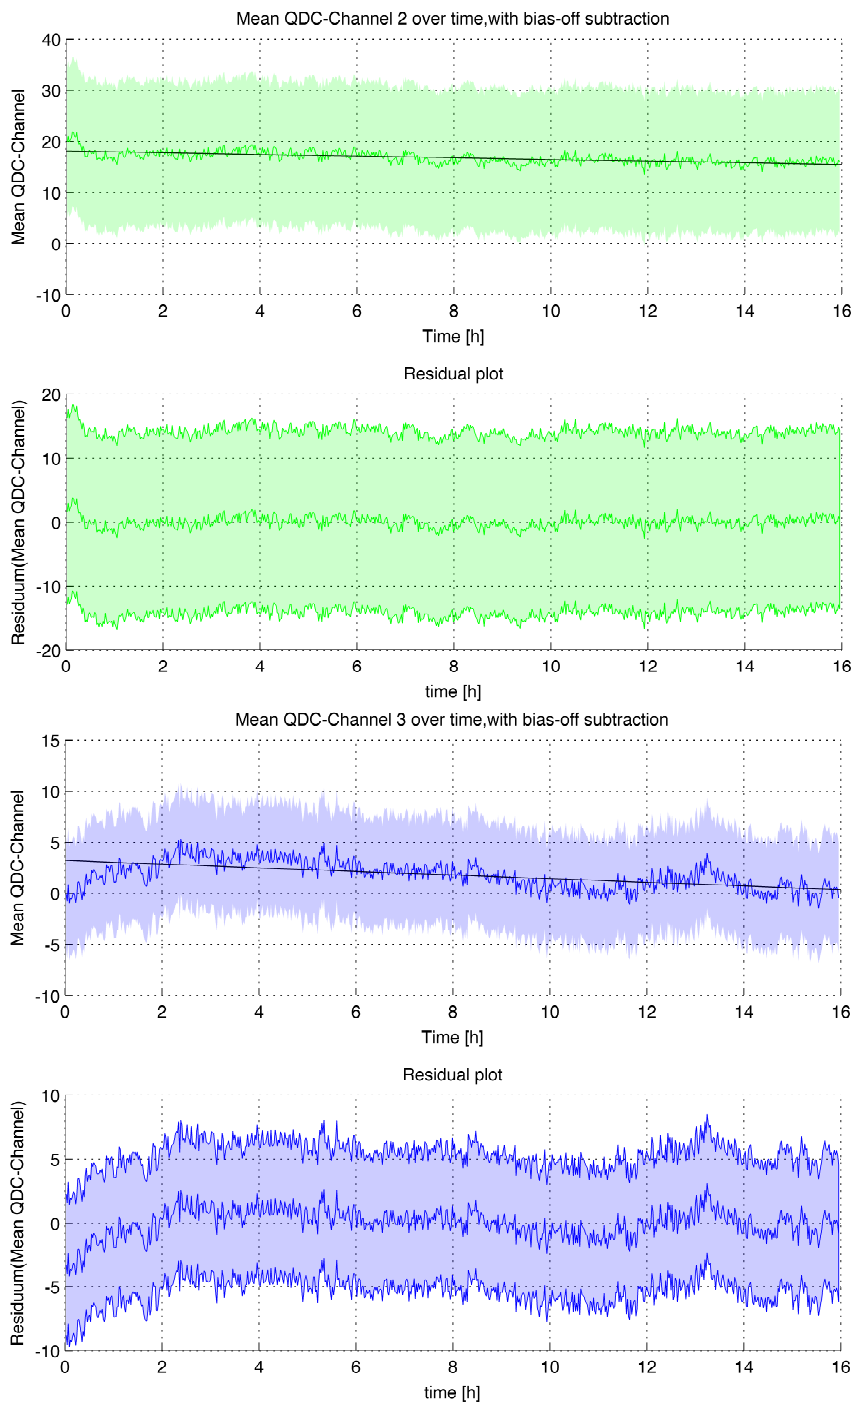 Mean QDC-Channel 2 over time,with bias-off subtraction
40
30
20
10
0
-10
Mean QDC-Channel
0 2 4 6 8 10 12 14 16
Time [h]
Residual plot
20
10
0
-10
-20
Residuum(Mean QDC-Channel)
0 2 4 6 8 10 12 14 16
time [h]
Mean QDC-Channel 3 over time,with bias-off subtraction
15
10
5
0
-5
-10
Mean QDC-Channel
0 2 4 6 8 10 12 14 16
Time [h]
Residual plot
10
5
0
-5
-10
Residuum(Mean QDC-Channel)
0 2 4 6 8 10 12 14 16
time [h]